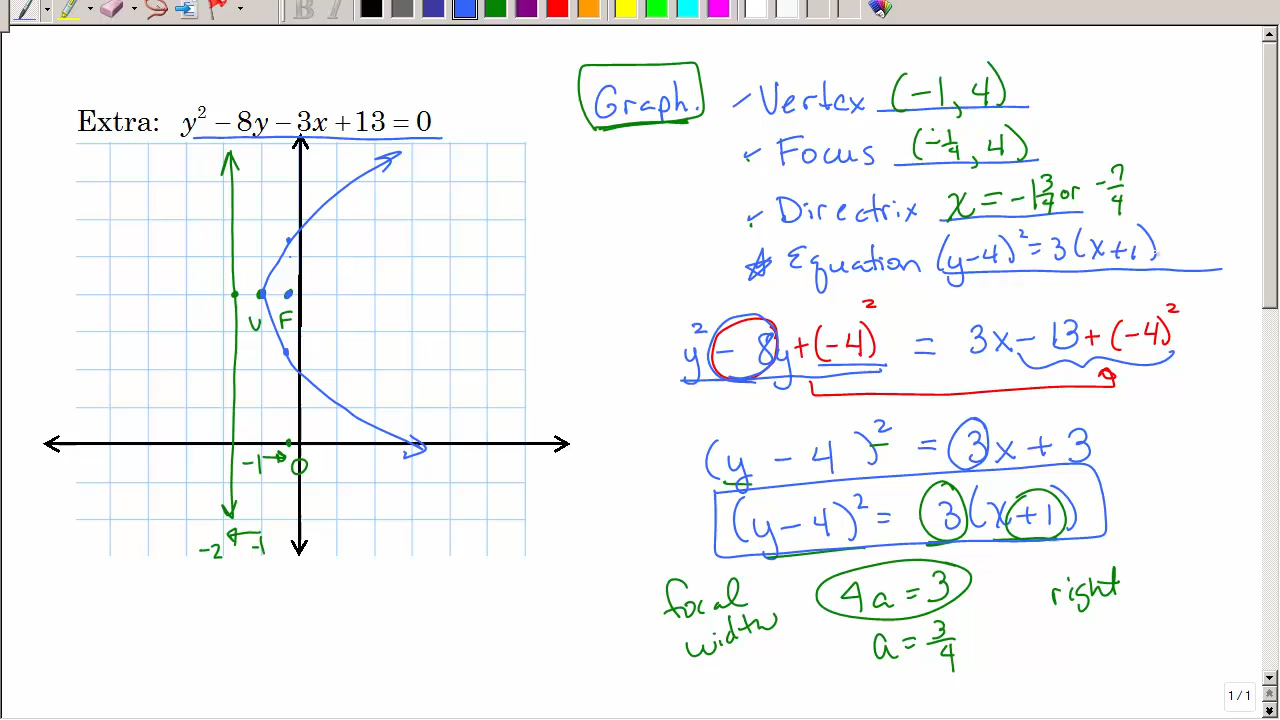 Extra: y² − 8y − 3x + 13 = 0
Graph.
✓ Vertex (−1, 4)
✓ Focus (−1/4, 4)
✓ Directrix x = −1 3/4 or −7/4
☆ Equation (y−4)² = 3(x+1)
y² − 8y + (−4)² = 3x − 13 + (−4)²
(y − 4)² = 3x + 3
(y − 4)² = 3(x+1)
focal width
4a = 3
right
a = 3/4
V F
−1 → 0
−2 ← −1
1 / 1
B I